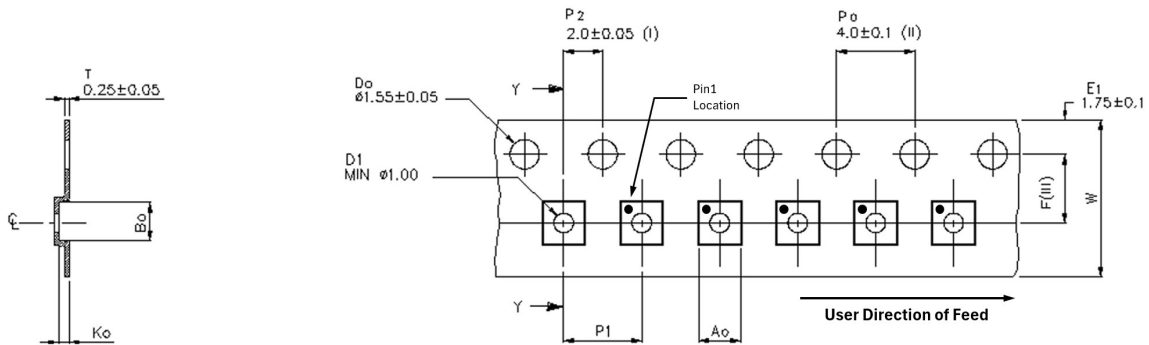 T
0.25±0.05
℄
Bo
Ko
P2
2.0±0.05 (I)
Po
4.0±0.1 (II)
Do
Ø1.55±0.05
Y
Pin1
Location
E1
1.75±0.1
D1
MIN Ø1.00
F(III)
W
Y
P1
Ao
User Direction of Feed